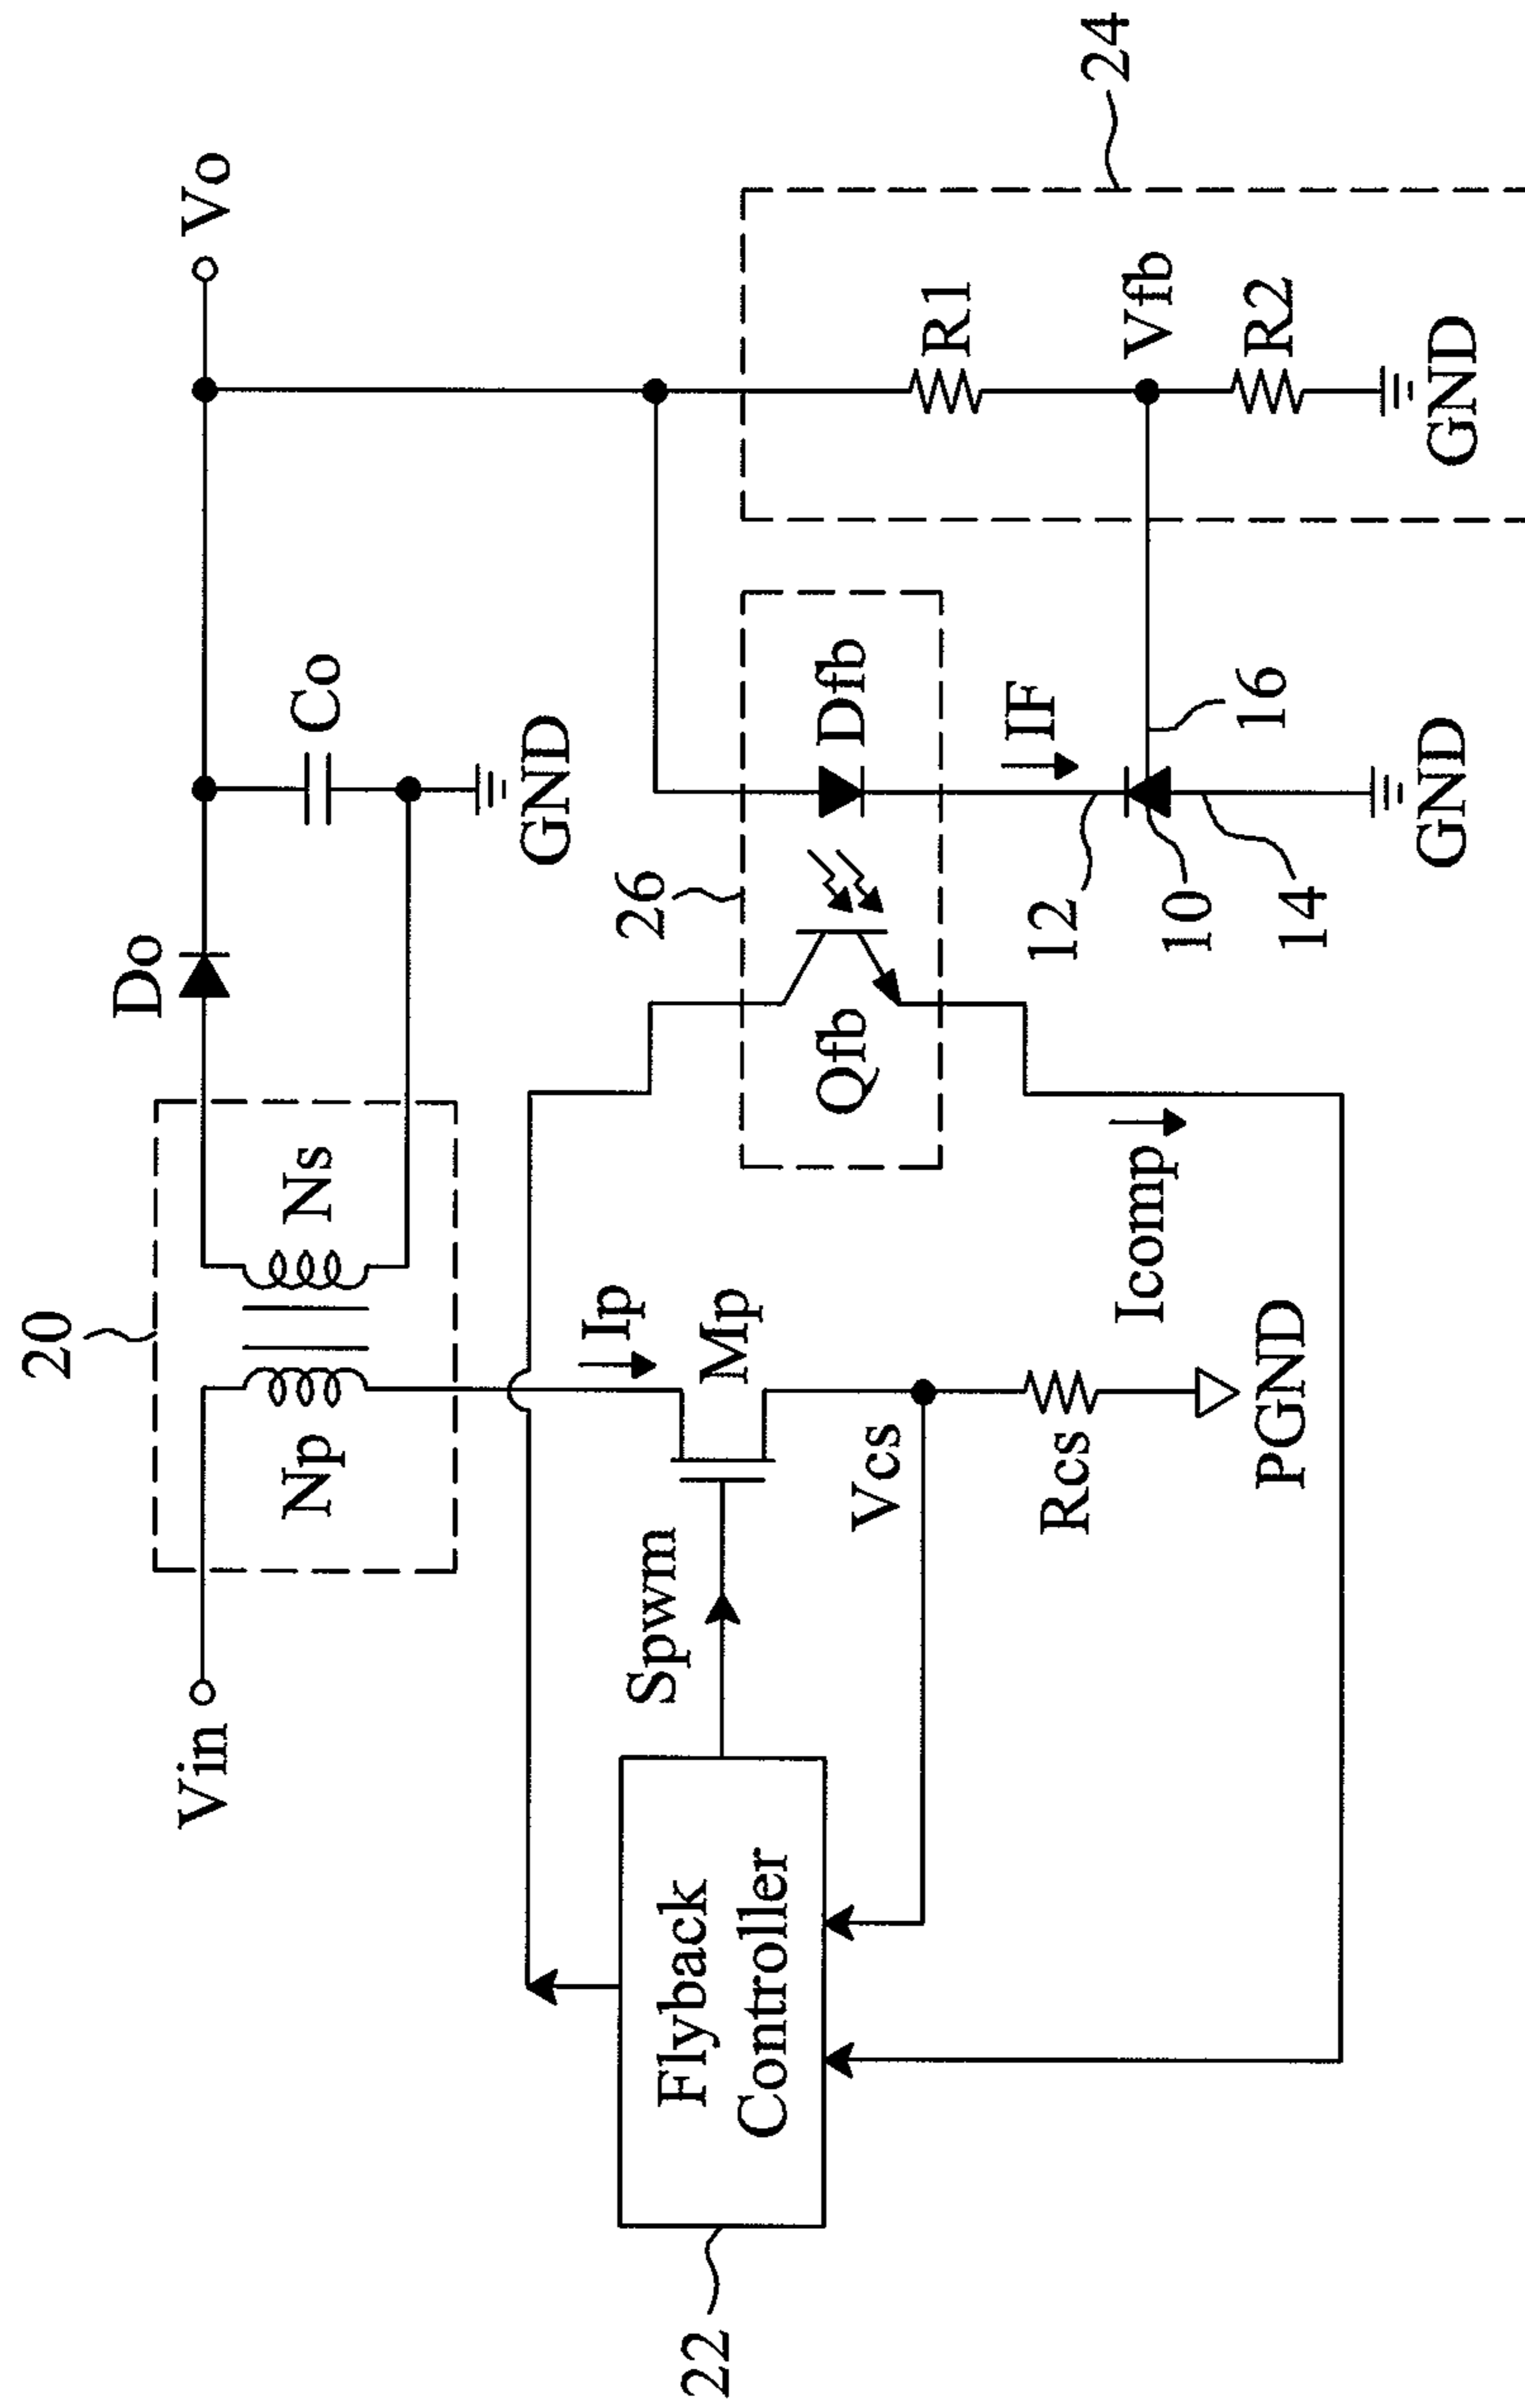 20
Vin
Np
Ns
Do
Vo
Co
GND
22
Flyback
Controller
Spwm
Ip
Mp
Vcs
Rcs
PGND
Icomp
26
Qfb
Dfb
IF
12
10
14
16
GND
24
R1
Vfb
R2
GND